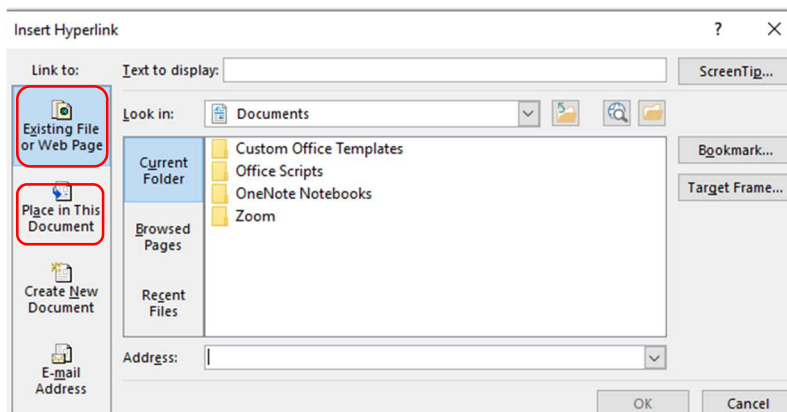 Insert Hyperlink
?
Link to:
Text to display:
ScreenTip...
Existing File
or Web Page
Look in:
Documents
Current
Folder
Custom Office Templates
Office Scripts
OneNote Notebooks
Zoom
Bookmark...
Target Frame...
Place in This
Document
Browsed
Pages
Create New
Document
Recent
Files
Address:
E-mail
Address
OK
Cancel